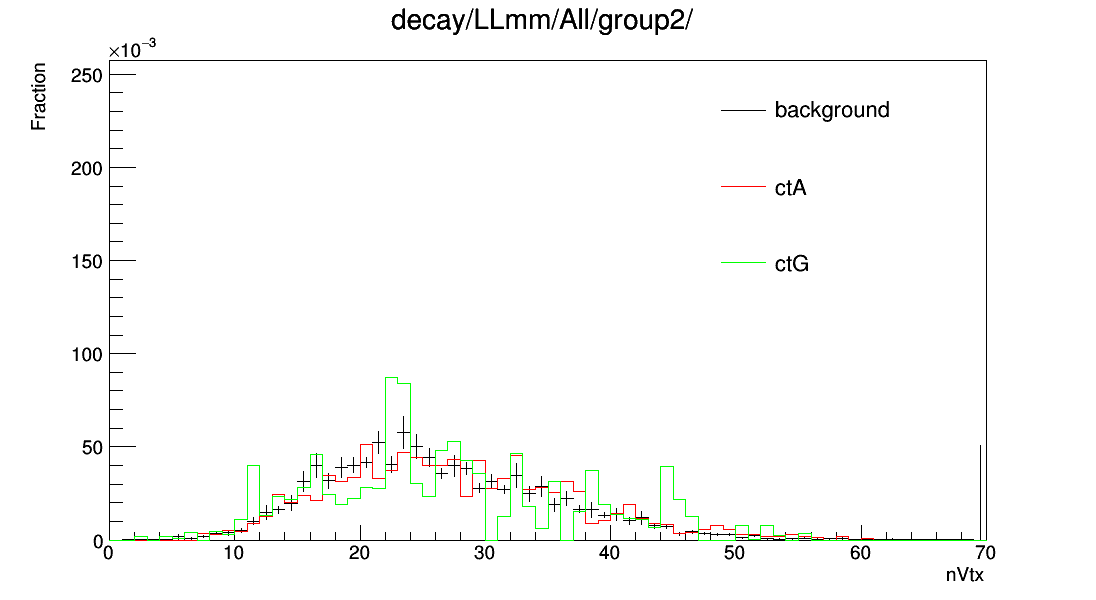 decay/LLmm/All/group2/
×10⁻³
Fraction
250
200
150
100
50
0
background
ctA
ctG
0 10 20 30 40 50 60 70
nVtx